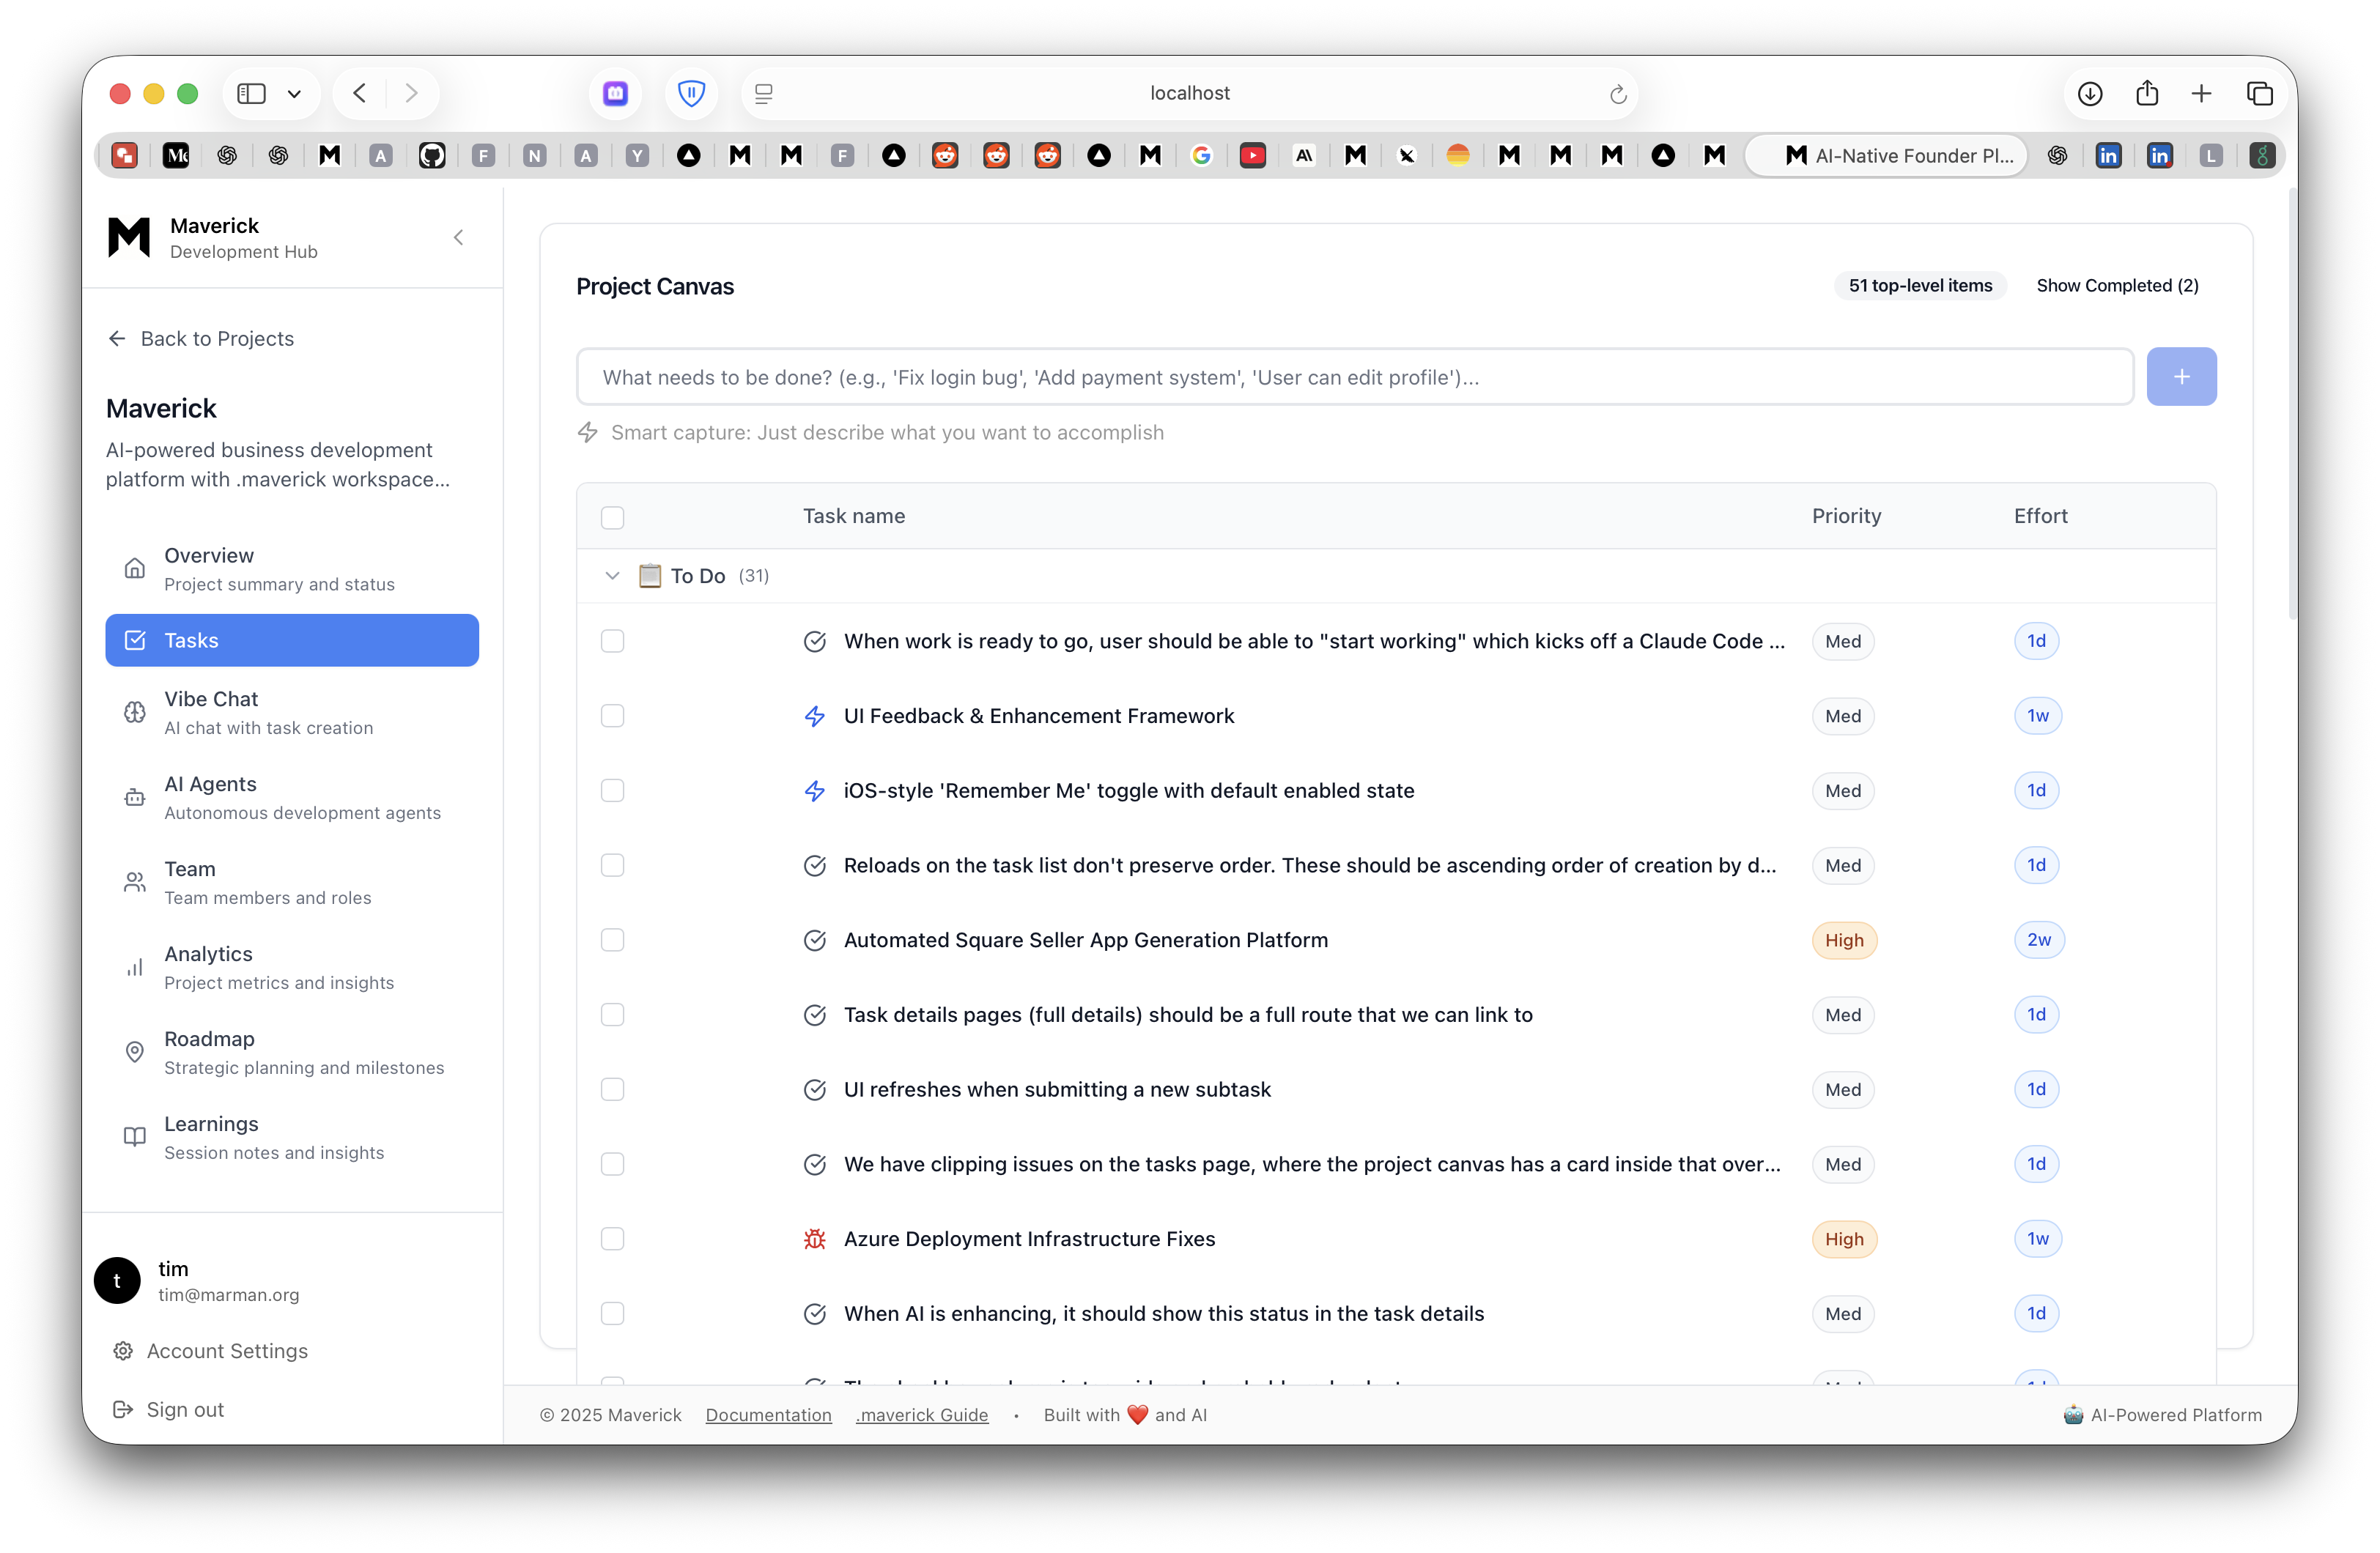 localhost
AI-Native Founder Pl...
Maverick
Development Hub
Back to Projects
Maverick
AI-powered business development
platform with .maverick workspace...
Overview
Project summary and status
Tasks
Vibe Chat
AI chat with task creation
AI Agents
Autonomous development agents
Team
Team members and roles
Analytics
Project metrics and insights
Roadmap
Strategic planning and milestones
Learnings
Session notes and insights
t
tim
tim@marman.org
Account Settings
Sign out
Project Canvas
51 top-level items
Show Completed (2)
What needs to be done? (e.g., 'Fix login bug', 'Add payment system', 'User can edit profile')...
Smart capture: Just describe what you want to accomplish
Task name Priority Effort
To Do (31)
When work is ready to go, user should be able to "start working" which kicks off a Claude Code ... Med 1d
UI Feedback & Enhancement Framework Med 1w
iOS-style 'Remember Me' toggle with default enabled state Med 1d
Reloads on the task list don't preserve order. These should be ascending order of creation by d... Med 1d
Automated Square Seller App Generation Platform High 2w
Task details pages (full details) should be a full route that we can link to Med 1d
UI refreshes when submitting a new subtask Med 1d
We have clipping issues on the tasks page, where the project canvas has a card inside that over... Med 1d
Azure Deployment Infrastructure Fixes High 1w
When AI is enhancing, it should show this status in the task details Med 1d
© 2025 Maverick Documentation .maverick Guide • Built with ❤️ and AI
🤖 AI-Powered Platform